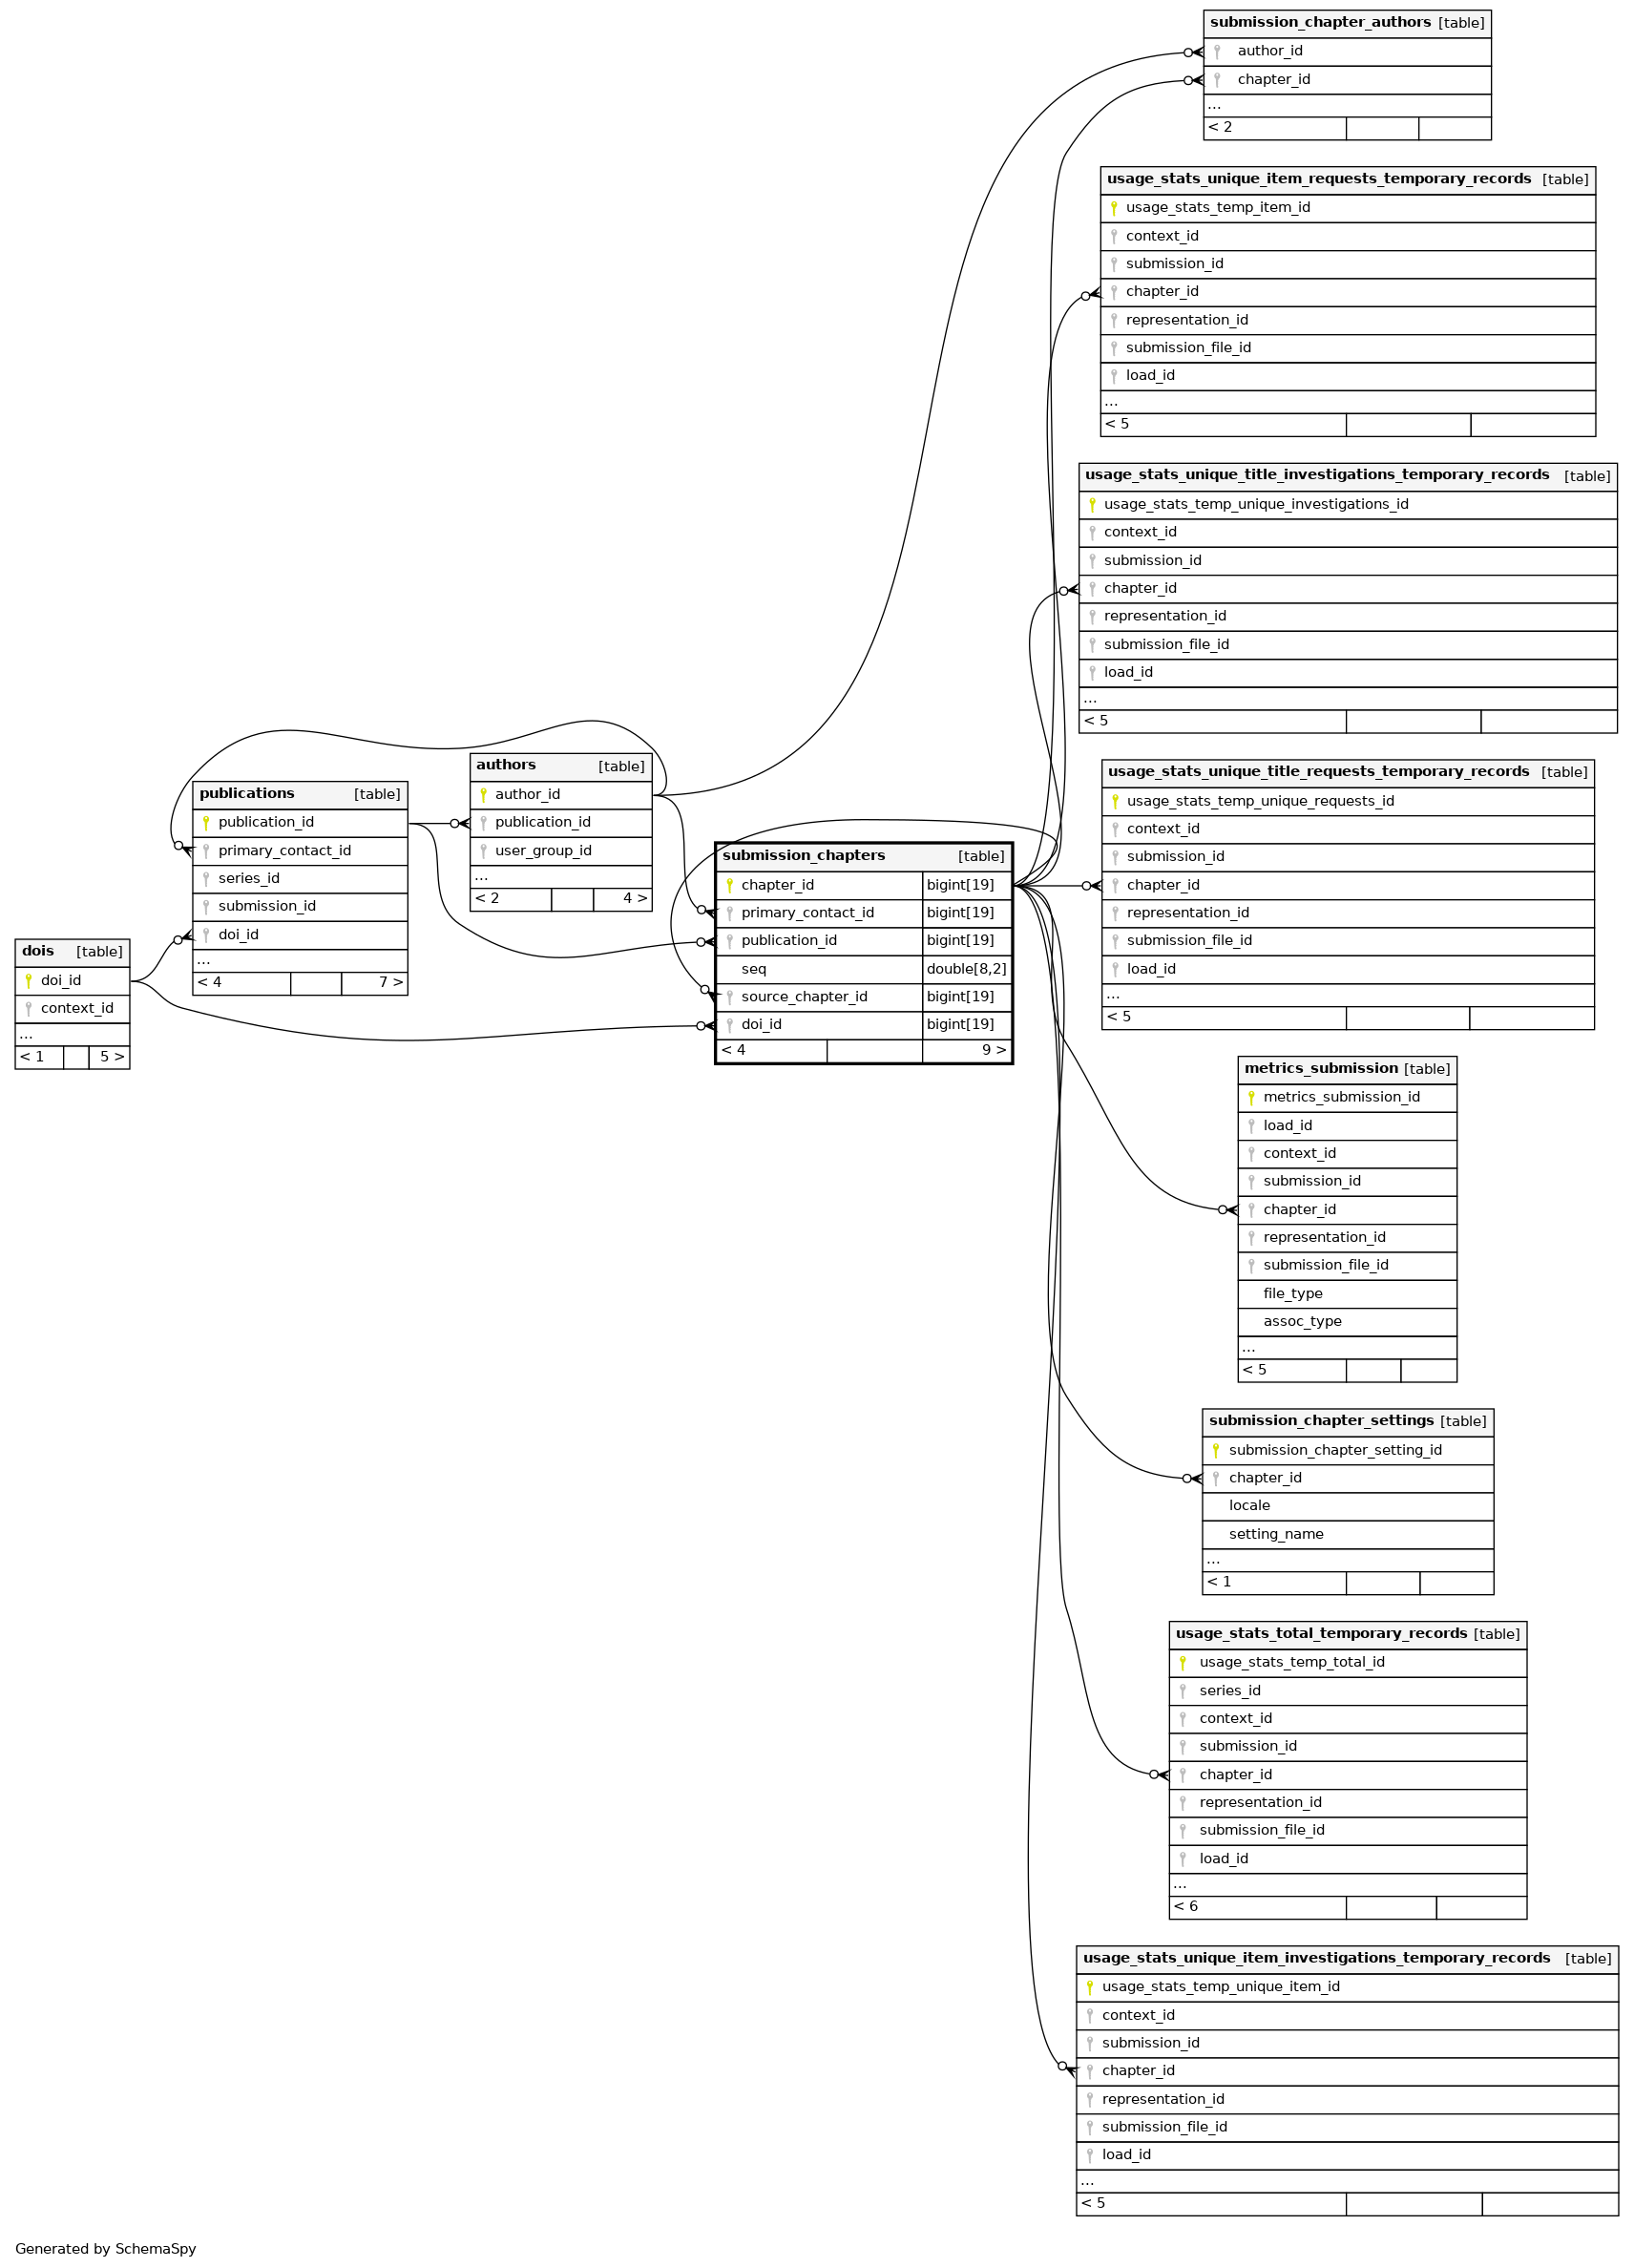 submission_chapter_authors [table]
author_id
chapter_id
...
< 2
usage_stats_unique_item_requests_temporary_records [table]
usage_stats_temp_item_id
context_id
submission_id
chapter_id
representation_id
submission_file_id
load_id
...
< 5
usage_stats_unique_title_investigations_temporary_records [table]
usage_stats_temp_unique_investigations_id
context_id
submission_id
chapter_id
representation_id
submission_file_id
load_id
...
< 5
dois [table]
doi_id
context_id
...
< 1 5 >
publications [table]
publication_id
primary_contact_id
series_id
submission_id
doi_id
...
< 4 7 >
authors [table]
author_id
publication_id
user_group_id
...
< 2 4 >
submission_chapters [table]
chapter_id bigint[19]
primary_contact_id bigint[19]
publication_id bigint[19]
seq double[8,2]
source_chapter_id bigint[19]
doi_id bigint[19]
< 4 9 >
usage_stats_unique_title_requests_temporary_records [table]
usage_stats_temp_unique_requests_id
context_id
submission_id
chapter_id
representation_id
submission_file_id
load_id
...
< 5
metrics_submission [table]
metrics_submission_id
load_id
context_id
submission_id
chapter_id
representation_id
submission_file_id
file_type
assoc_type
...
< 5
submission_chapter_settings [table]
submission_chapter_setting_id
chapter_id
locale
setting_name
...
< 1
usage_stats_total_temporary_records [table]
usage_stats_temp_total_id
series_id
context_id
submission_id
chapter_id
representation_id
submission_file_id
load_id
...
< 6
usage_stats_unique_item_investigations_temporary_records [table]
usage_stats_temp_unique_item_id
context_id
submission_id
chapter_id
representation_id
submission_file_id
load_id
...
< 5
Generated by SchemaSpy